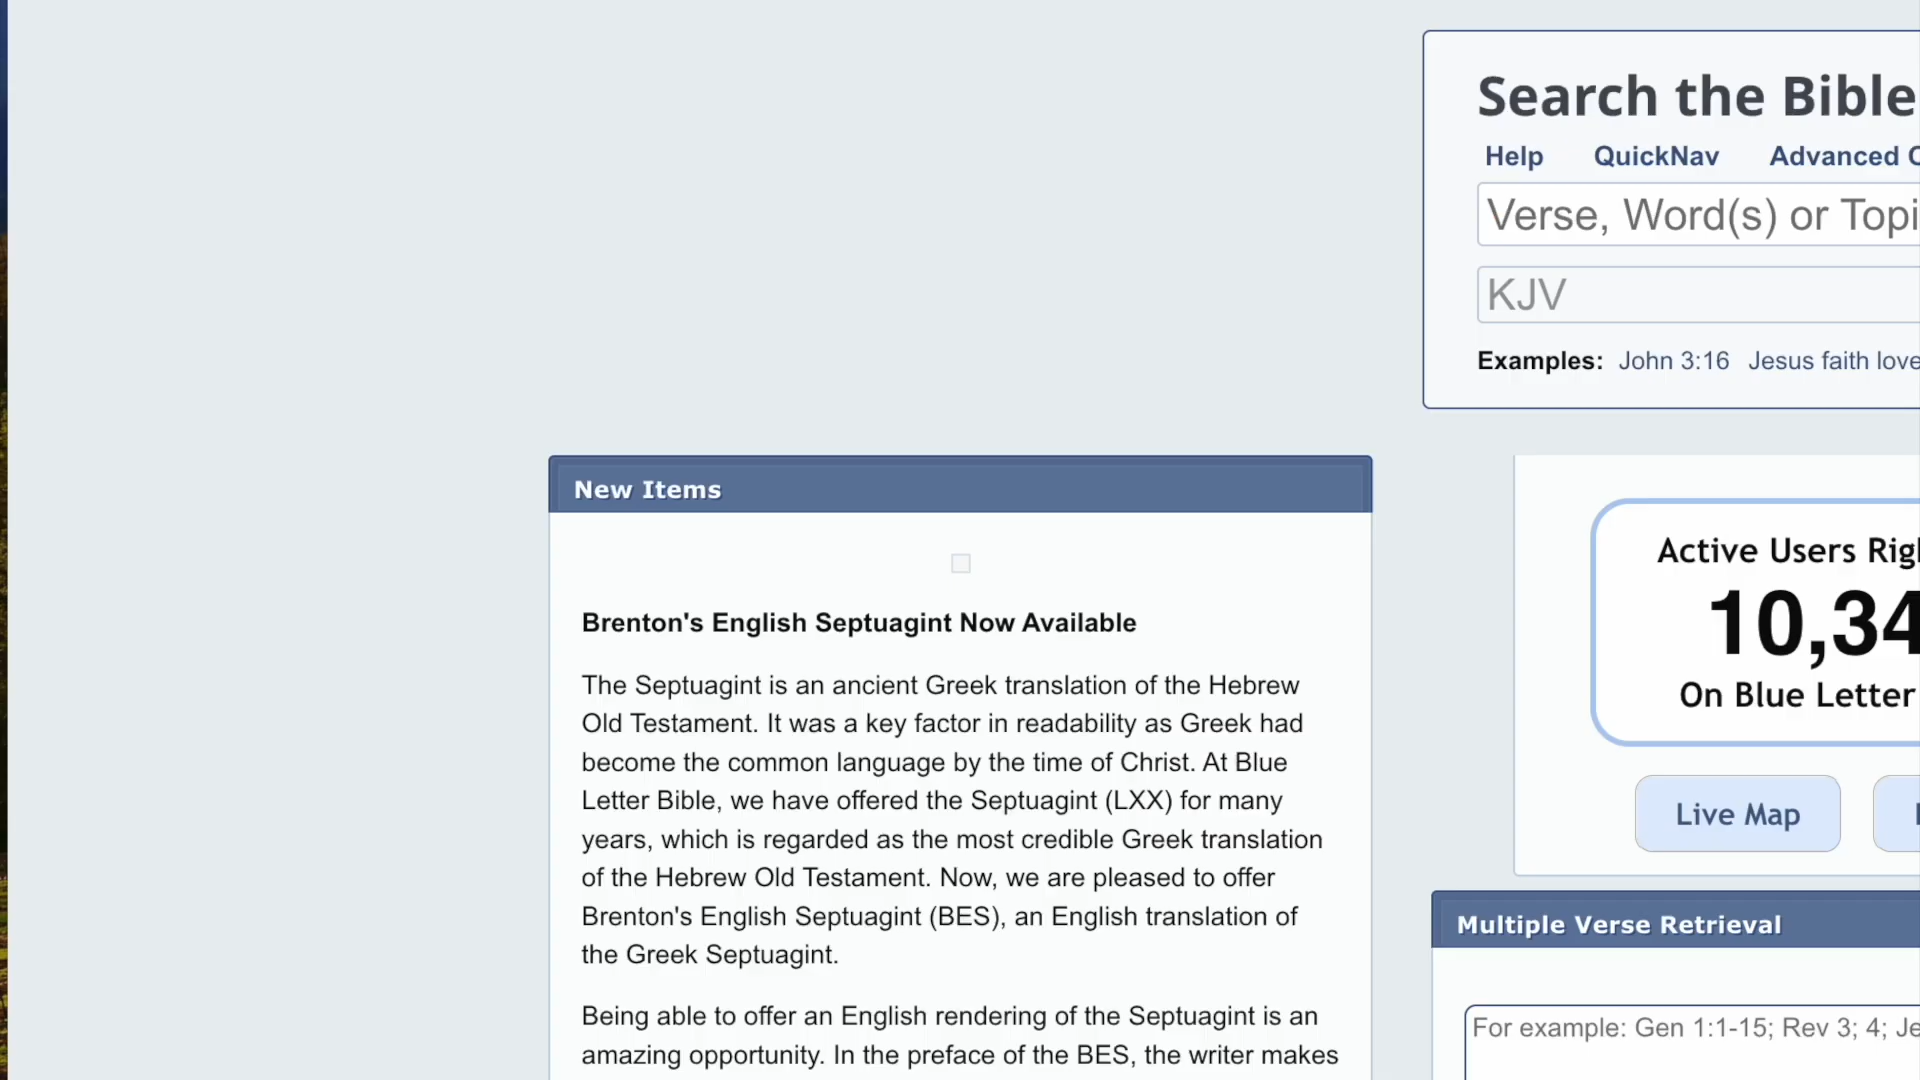 Search the Bible
Help QuickNav Advanced
Verse, Word(s) or Topi
KJV
Examples: John 3:16 Jesus faith love
New Items
Brenton's English Septuagint Now Available
The Septuagint is an ancient Greek translation of the Hebrew
Old Testament. It was a key factor in readability as Greek had
become the common language by the time of Christ. At Blue
Letter Bible, we have offered the Septuagint (LXX) for many
years, which is regarded as the most credible Greek translation
of the Hebrew Old Testament. Now, we are pleased to offer
Brenton's English Septuagint (BES), an English translation of
the Greek Septuagint.
Being able to offer an English rendering of the Septuagint is an
amazing opportunity. In the preface of the BES, the writer makes
Active Users Rig
10,34
On Blue Letter
Live Map
Multiple Verse Retrieval
For example: Gen 1:1-15; Rev 3; 4; Je